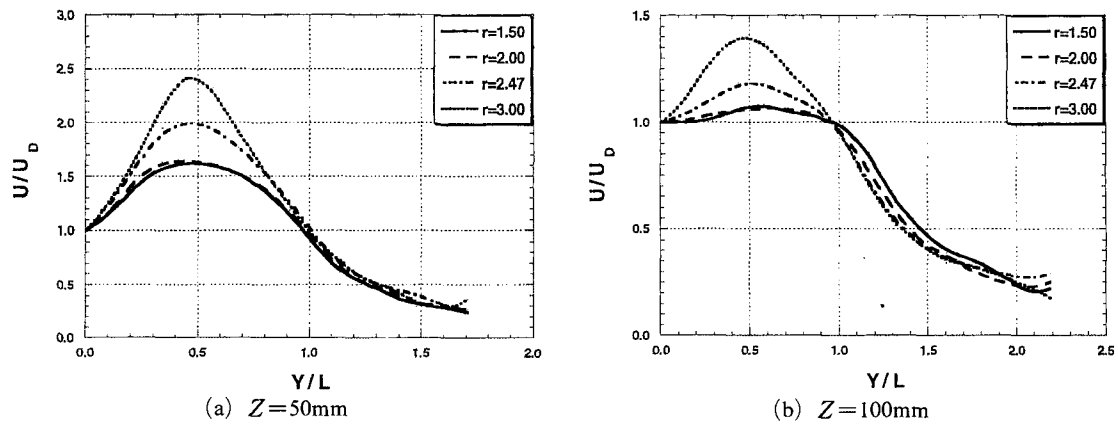 3.0
2.5
2.0
1.5
1.0
0.5
0.0
U/U_D
0.0 0.5 1.0 1.5 2.0
Y/L
r=1.50
r=2.00
r=2.47
r=3.00
(a) Z=50mm
1.5
1.0
0.5
0.0
U/U_D
0.0 0.5 1.0 1.5 2.0 2.5
Y/L
r=1.50
r=2.00
r=2.47
r=3.00
(b) Z=100mm